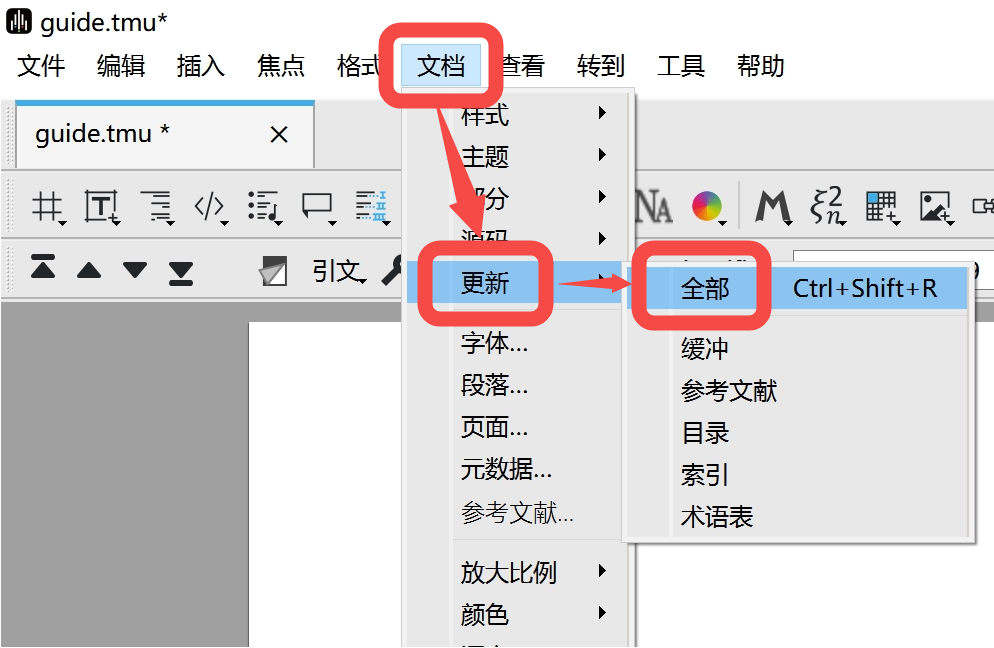 guide.tmu*
文件 编辑 插入 焦点 格式 文档 查看 转到 工具 帮助
guide.tmu *
样式
主题
部分
源码
引文
更新
全部 Ctrl+Shift+R
缓冲
参考文献
目录
索引
术语表
字体...
段落...
页面...
元数据...
参考文献...
放大比例
颜色